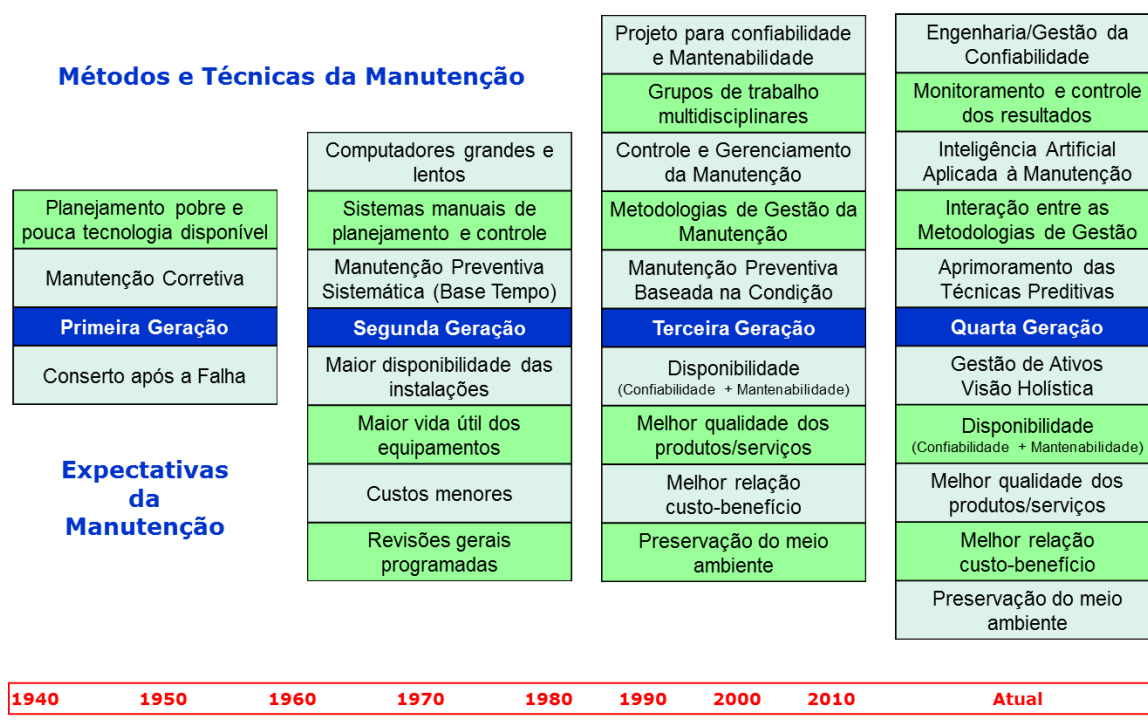 Métodos e Técnicas da Manutenção
Planejamento pobre e
pouca tecnologia disponível
Manutenção Corretiva
Primeira Geração
Conserto após a Falha
Computadores grandes e
lentos
Sistemas manuais de
planejamento e controle
Manutenção Preventiva
Sistemática (Base Tempo)
Segunda Geração
Maior disponibilidade das
instalações
Maior vida útil dos
equipamentos
Custos menores
Revisões gerais
programadas
Projeto para confiabilidade
e Mantenabilidade
Grupos de trabalho
multidisciplinares
Controle e Gerenciamento
da Manutenção
Metodologias de Gestão da
Manutenção
Manutenção Preventiva
Baseada na Condição
Terceira Geração
Disponibilidade
(Confiabilidade + Mantenabilidade)
Melhor qualidade dos
produtos/serviços
Melhor relação
custo-benefício
Preservação do meio
ambiente
Engenharia/Gestão da
Confiabilidade
Monitoramento e controle
dos resultados
Inteligência Artificial
Aplicada à Manutenção
Interação entre as
Metodologias de Gestão
Aprimoramento das
Técnicas Preditivas
Quarta Geração
Gestão de Ativos
Visão Holística
Disponibilidade
(Confiabilidade + Mantenabilidade)
Melhor qualidade dos
produtos/serviços
Melhor relação
custo-benefício
Preservação do meio
ambiente
Expectativas
da
Manutenção
1940 1950 1960 1970 1980 1990 2000 2010 Atual